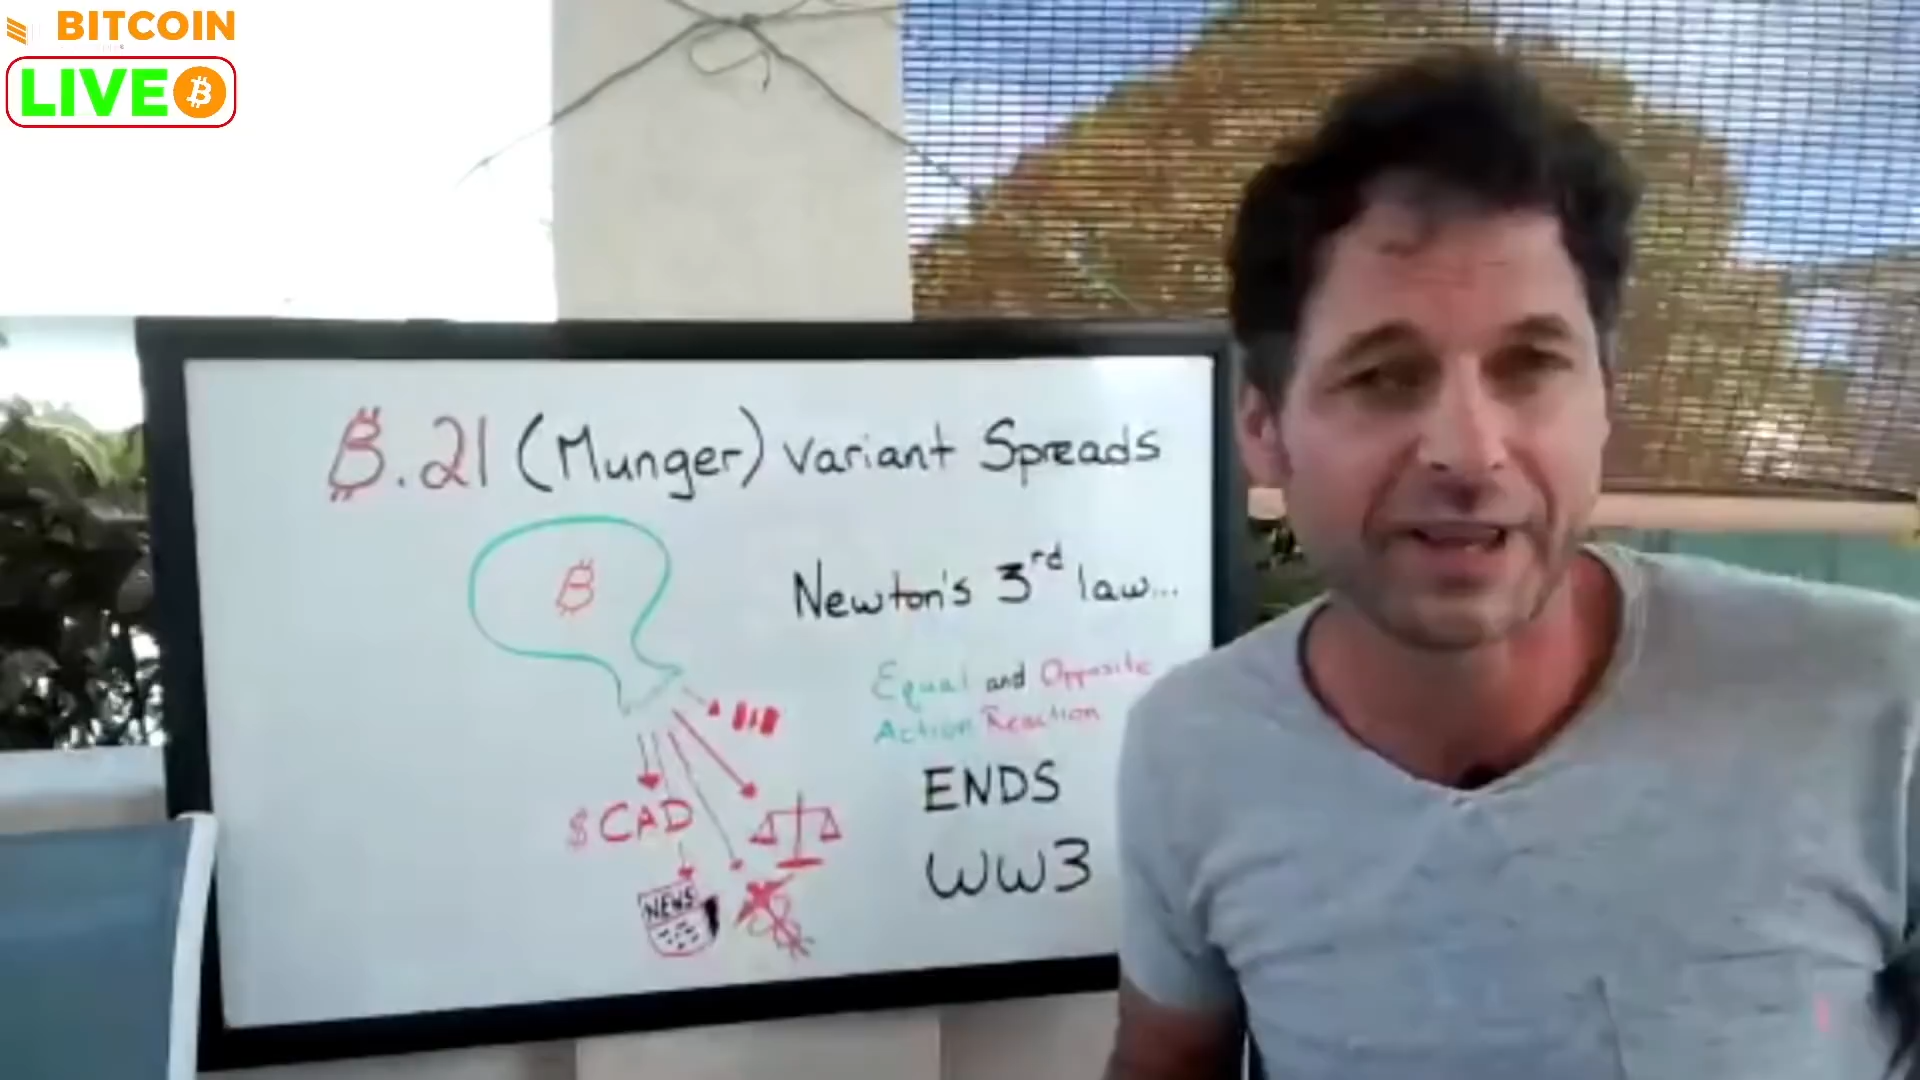 BITCOIN
LIVE
₿.21 (Munger) variant Spreads
₿
Newton's 3rd law...
Equal and Opposite
Action Reaction
ENDS
WW3
$CAD
NEWS